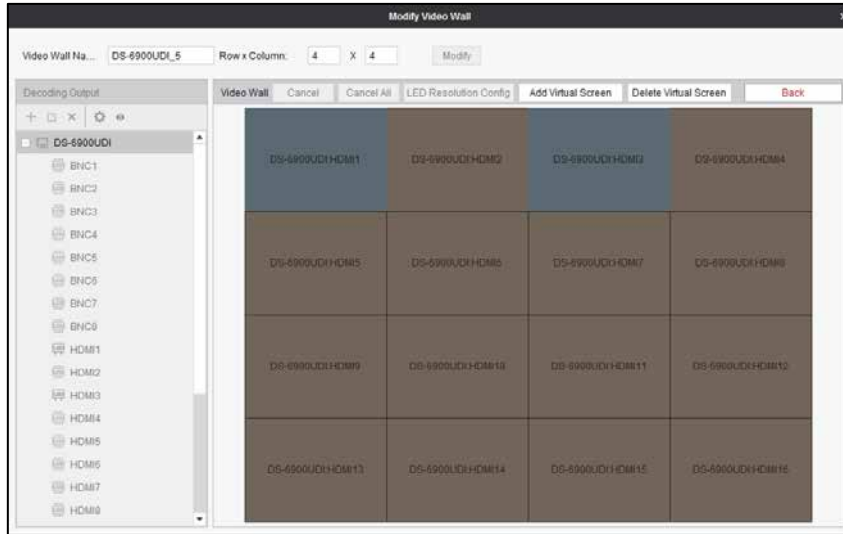 Modify Video Wall
Video Wall Na... DS-6900UDI_5 Row x Column: 4 X 4 Modify
Decoding Output
Video Wall Cancel Cancel All LED Resolution Config Add Virtual Screen Delete Virtual Screen Back
DS-6900UDI
BNC1
BNC2
BNC3
BNC4
BNC5
BNC6
BNC7
BNC8
HDMI1
HDMI2
HDMI3
HDMI4
HDMI5
HDMI6
HDMI7
HDMI8
DS-6900UDI:HDMI1 DS-6900UDI:HDMI2 DS-6900UDI:HDMI3 DS-6900UDI:HDMI4
DS-6900UDI:HDMI5 DS-6900UDI:HDMI6 DS-6900UDI:HDMI7 DS-6900UDI:HDMI8
DS-6900UDI:HDMI9 DS-6900UDI:HDMI10 DS-6900UDI:HDMI11 DS-6900UDI:HDMI12
DS-6900UDI:HDMI13 DS-6900UDI:HDMI14 DS-6900UDI:HDMI15 DS-6900UDI:HDMI16